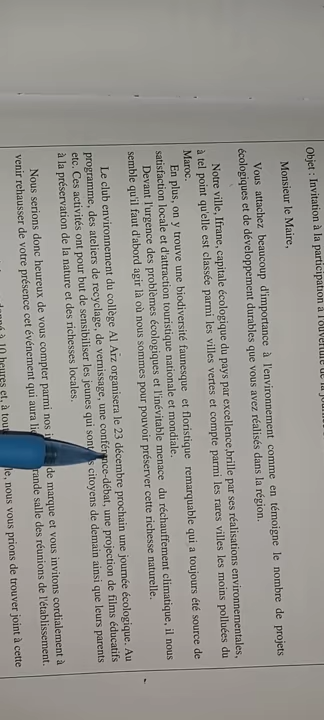 Objet : Invitation à la participation à l'ouverture de la
Monsieur le Maire,
Vous attachez beaucoup d'importance à l'environnement comme en témoigne le nombre de projets
écologiques et de développement durables que vous avez réalisés dans la région.
Notre ville, Ifrane, capitale écologique du pays par excellence,brille par ses réalisations environnementales,
à tel point qu'elle est classée parmi les villes vertes et compte parmi les rares villes les moins polluées du
Maroc.
En plus, on y trouve une biodiversité faunesque et floristique remarquable qui a toujours été source de
satisfaction locale et d'attraction touristique nationale et mondiale.
Devant l'urgence des problèmes écologiques et l'inévitable menace du réchauffement climatique, il nous
semble qu'il faut d'abord agir là où nous sommes pour pouvoir préserver cette richesse naturelle.
Le club environnement du collège Al Arz organisera le 23 décembre prochain une journée écologique. Au
programme, des ateliers de recyclage, de vernissage, une conférence-débat, une projection de films éducatifs
etc. Ces activités ont pour but de sensibiliser les jeunes qui sont citoyens de demain ainsi que leurs parents
à la préservation de la nature et des richesses locales.
Nous serions donc heureux de vous compter parmi nos de marque et vous invitons cordialement à
venir rehausser de votre présence cet événement qui aura grande salle des réunions de l'établissement.
à 10 heures et, à nous vous prions de trouver joint à cette